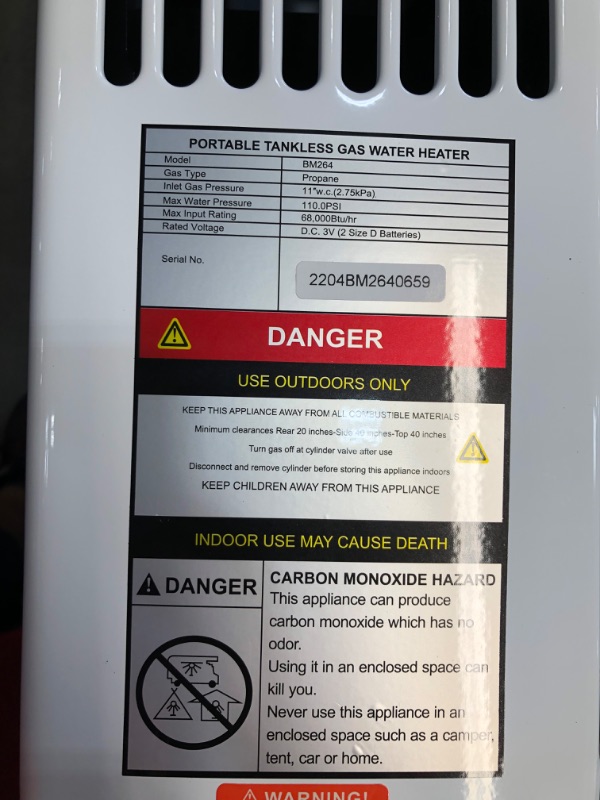 PORTABLE TANKLESS GAS WATER HEATER
Model BM264
Gas Type Propane
Inlet Gas Pressure 11"w.c.(2.75kPa)
Max Water Pressure 110.0PSI
Max Input Rating 68,000Btu/hr
Rated Voltage D.C. 3V (2 Size D Batteries)
Serial No. 2204BM2640659
DANGER
USE OUTDOORS ONLY
KEEP THIS APPLIANCE AWAY FROM ALL COMBUSTIBLE MATERIALS
Minimum clearances Rear 20 inches-Side inches-Top 40 inches
Turn gas off at cylinder valve after use
Disconnect and remove cylinder before storing this appliance indoors
KEEP CHILDREN AWAY FROM THIS APPLIANCE
INDOOR USE MAY CAUSE DEATH
DANGER
CARBON MONOXIDE HAZARD
This appliance can produce
carbon monoxide which has no
odor.
Using it in an enclosed space can
kill you.
Never use this appliance in an
enclosed space such as a camper,
tent, car or home.
WARNING!